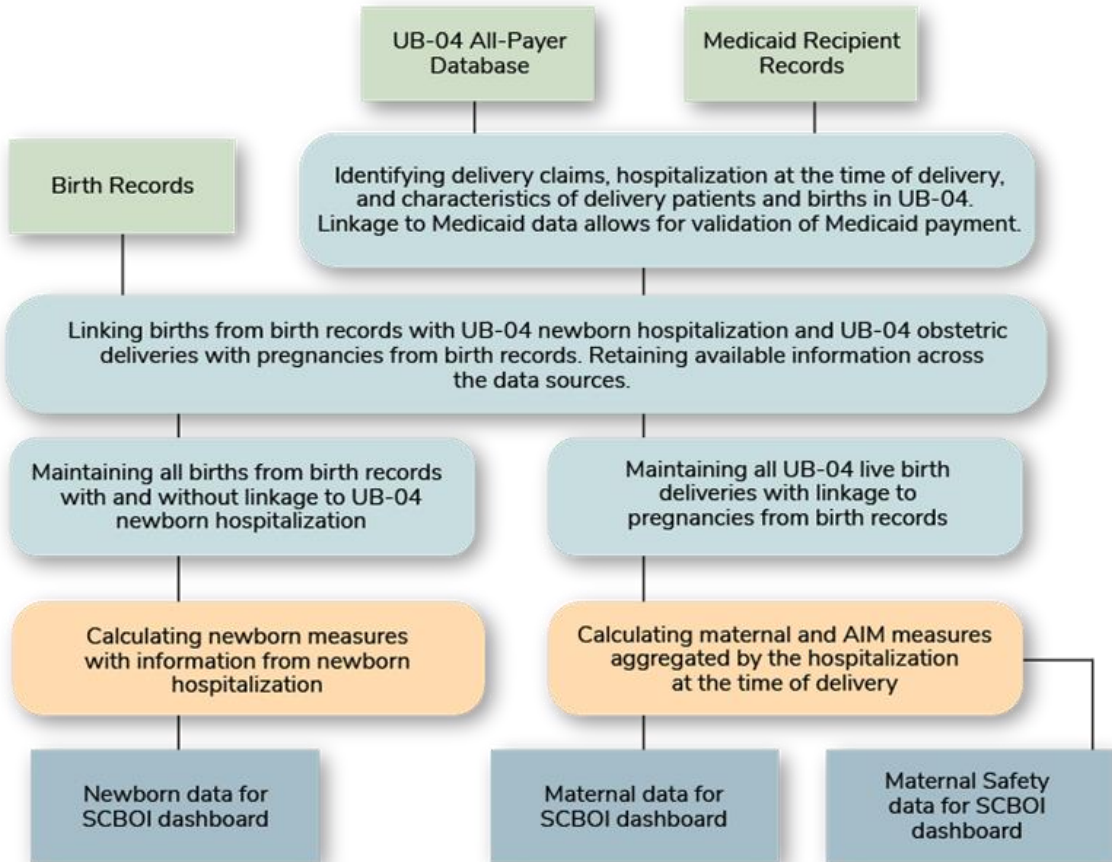 UB-04 All-Payer
Database
Medicaid Recipient
Records
Birth Records
Identifying delivery claims, hospitalization at the time of delivery,
and characteristics of delivery patients and births in UB-04.
Linkage to Medicaid data allows for validation of Medicaid payment.
Linking births from birth records with UB-04 newborn hospitalization and UB-04 obstetric
deliveries with pregnancies from birth records. Retaining available information across
the data sources.
Maintaining all births from birth records
with and without linkage to UB-04
newborn hospitalization
Maintaining all UB-04 live birth
deliveries with linkage to
pregnancies from birth records
Calculating newborn measures
with information from newborn
hospitalization
Calculating maternal and AIM measures
aggregated by the hospitalization
at the time of delivery
Newborn data for
SCBOI dashboard
Maternal data for
SCBOI dashboard
Maternal Safety
data for SCBOI
dashboard